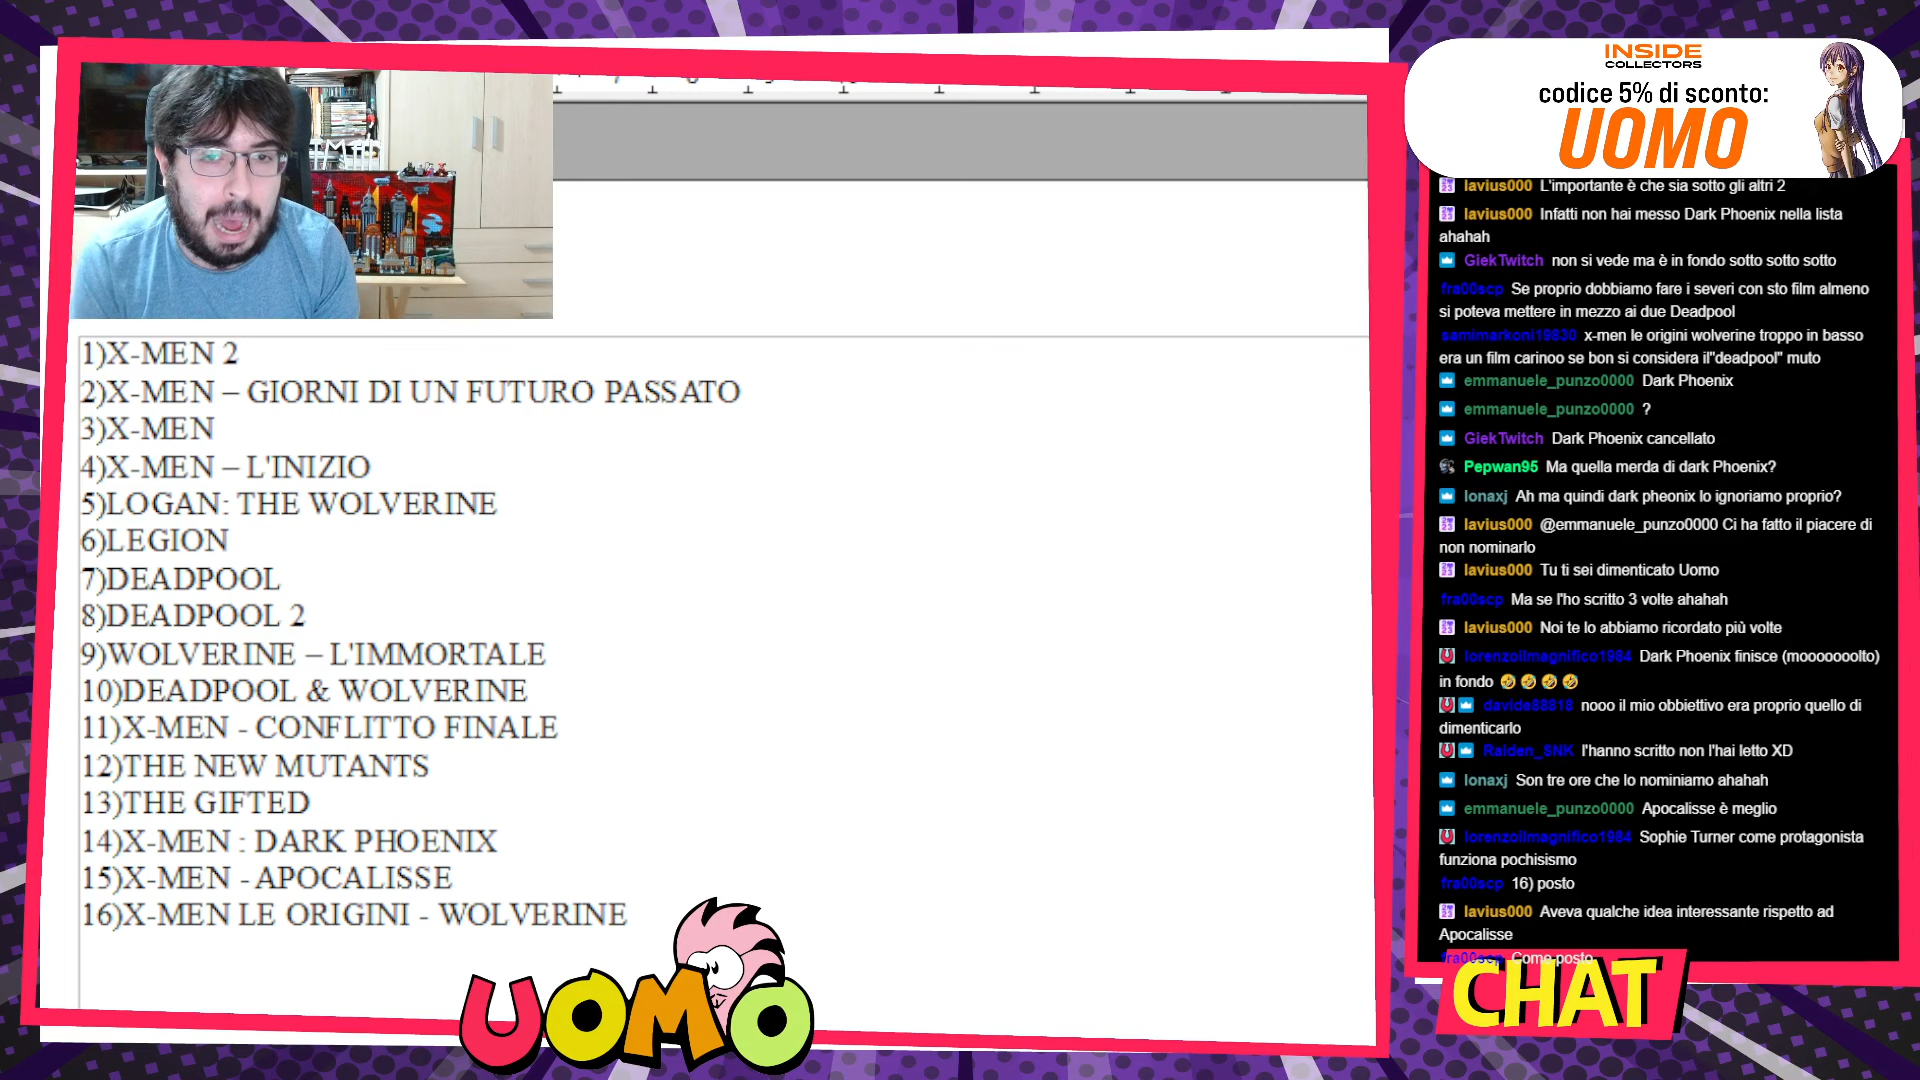 1)X-MEN 2
2)X-MEN – GIORNI DI UN FUTURO PASSATO
3)X-MEN
4)X-MEN – L'INIZIO
5)LOGAN: THE WOLVERINE
6)LEGION
7)DEADPOOL
8)DEADPOOL 2
9)WOLVERINE – L'IMMORTALE
10)DEADPOOL & WOLVERINE
11)X-MEN - CONFLITTO FINALE
12)THE NEW MUTANTS
13)THE GIFTED
14)X-MEN : DARK PHOENIX
15)X-MEN - APOCALISSE
16)X-MEN LE ORIGINI - WOLVERINE
UOMO
INSIDE
COLLECTORS
codice 5% di sconto:
UOMO
lavius000 L'importante è che sia sotto gli altri 2
lavius000 Infatti non hai messo Dark Phoenix nella lista
ahahah
GiekTwitch non si vede ma è in fondo sotto sotto sotto
fra00scp Se proprio dobbiamo fare i severi con sto film almeno
si poteva mettere in mezzo ai due Deadpool
samimarkoni19830 x-men le origini wolverine troppo in basso
era un film carinoo se bon si considera il"deadpool" muto
emmanuele_punzo0000 Dark Phoenix
emmanuele_punzo0000 ?
GiekTwitch Dark Phoenix cancellato
Pepwan95 Ma quella merda di dark Phoenix?
lonaxj Ah ma quindi dark pheonix lo ignoriamo proprio?
lavius000 @emmanuele_punzo0000 Ci ha fatto il piacere di
non nominarlo
lavius000 Tu ti sei dimenticato Uomo
fra00scp Ma se l'ho scritto 3 volte ahahah
lavius000 Noi te lo abbiamo ricordato più volte
lorenzoilmagnifico1984 Dark Phoenix finisce (mooooooolto)
in fondo 🤣 🤣 🤣 🤣
davide88818 nooo il mio obbiettivo era proprio quello di
dimenticarlo
Raiden_SNK l'hanno scritto non l'hai letto XD
lonaxj Son tre ore che lo nominiamo ahahah
emmanuele_punzo0000 Apocalisse è meglio
lorenzoilmagnifico1984 Sophie Turner come protagonista
funziona pochisismo
fra00scp 16) posto
lavius000 Aveva qualche idea interessante rispetto ad
Apocalisse
fra00scp Come posto
CHAT